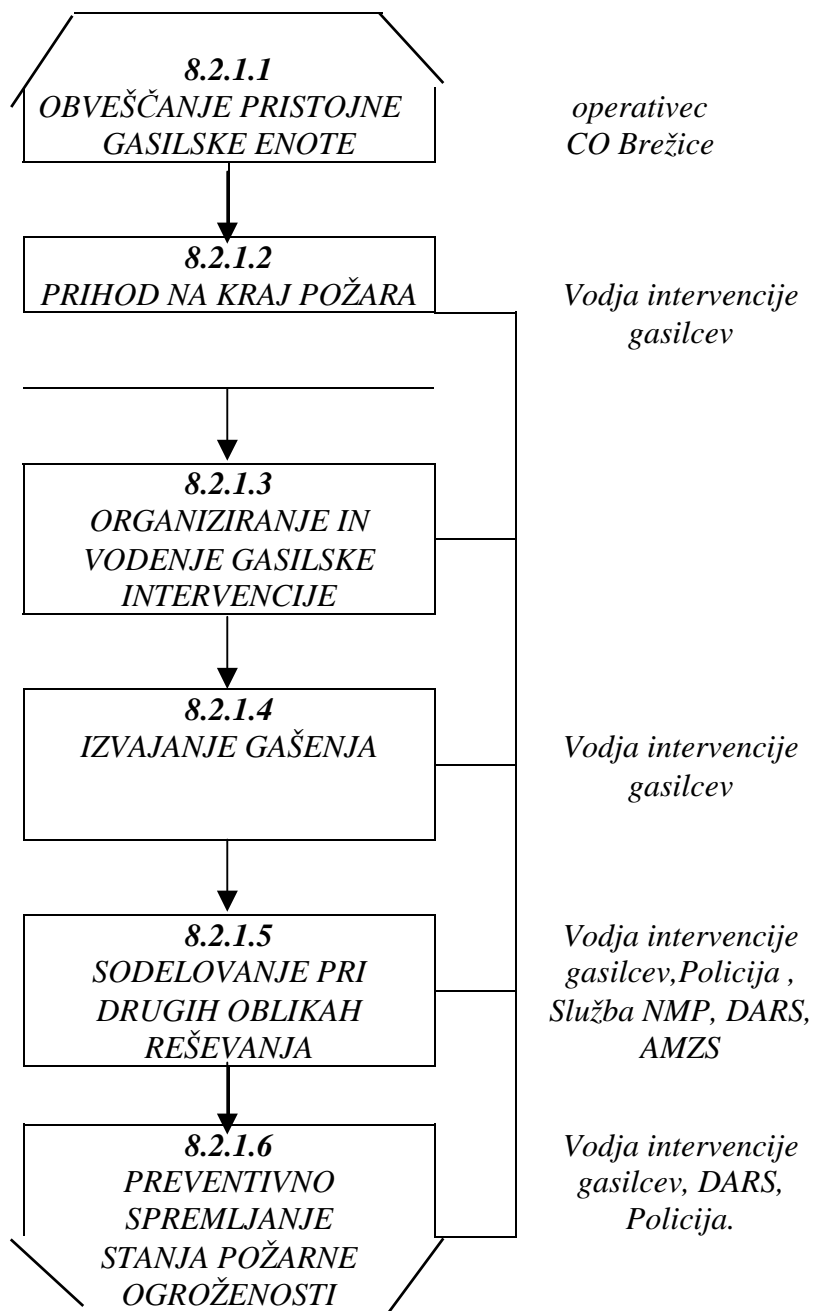 8.2.1.1
OBVEŠČANJE PRISTOJNE
GASILSKE ENOTE
operativec
CO Brežice
8.2.1.2
PRIHOD NA KRAJ POŽARA
Vodja intervencije
gasilcev
8.2.1.3
ORGANIZIRANJE IN
VODENJE GASILSKE
INTERVENCIJE
8.2.1.4
IZVAJANJE GAŠENJA
Vodja intervencije
gasilcev
8.2.1.5
SODELOVANJE PRI
DRUGIH OBLIKAH
REŠEVANJA
Vodja intervencije
gasilcev,Policija ,
Služba NMP, DARS,
AMZS
8.2.1.6
PREVENTIVNO
SPREMLJANJE
STANJA POŽARNE
OGROŽENOSTI
Vodja intervencije
gasilcev, DARS,
Policija.